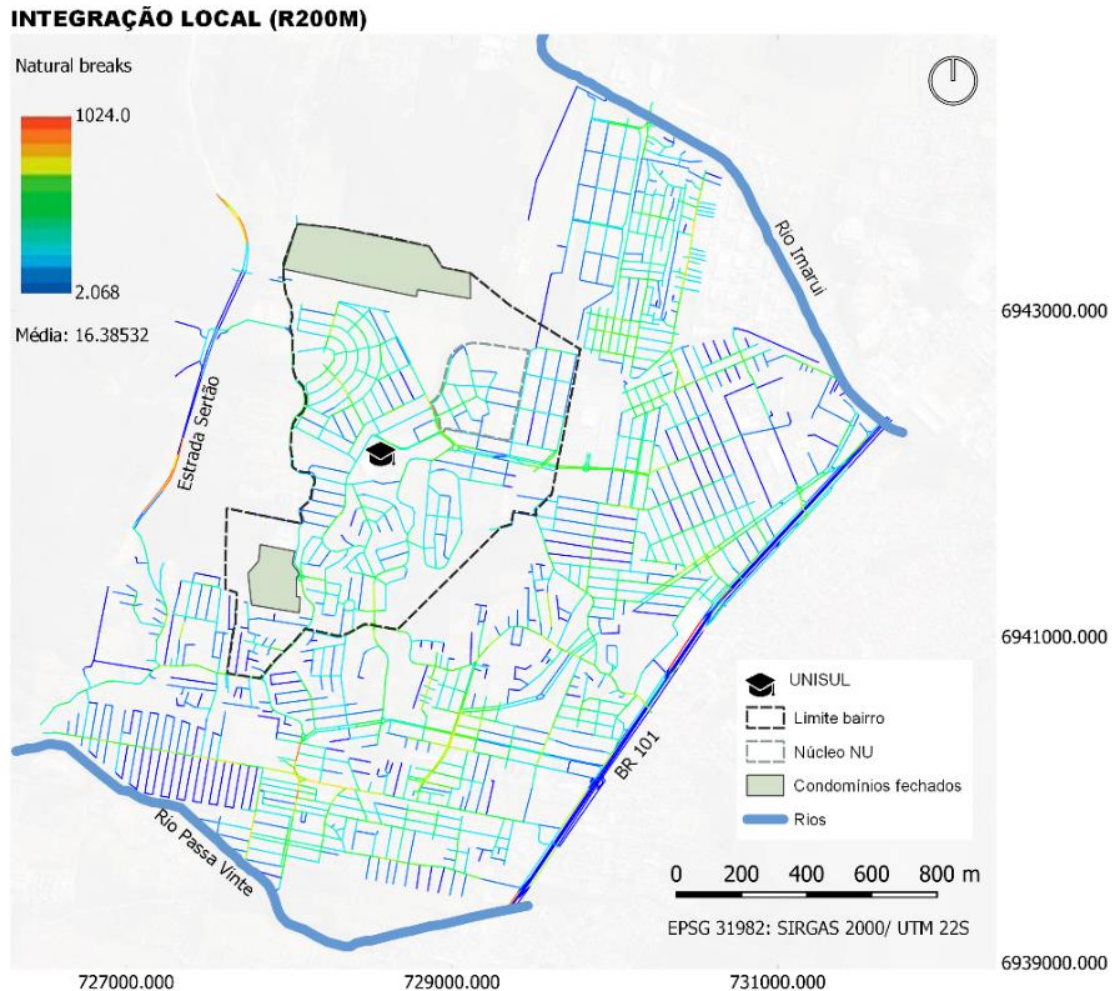 INTEGRAÇÃO LOCAL (R200M)
Natural breaks
1024.0
2.068
Média: 16.38532
Estrada Sertão
Rio Imarui
6943000.000
6941000.000
UNISUL
Limite bairro
Núcleo NU
Condomínios fechados
Rios
BR 101
Rio Passa Vinte
0 200 400 600 800 m
EPSG 31982: SIRGAS 2000/ UTM 22S
6939000.000
727000.000 729000.000 731000.000